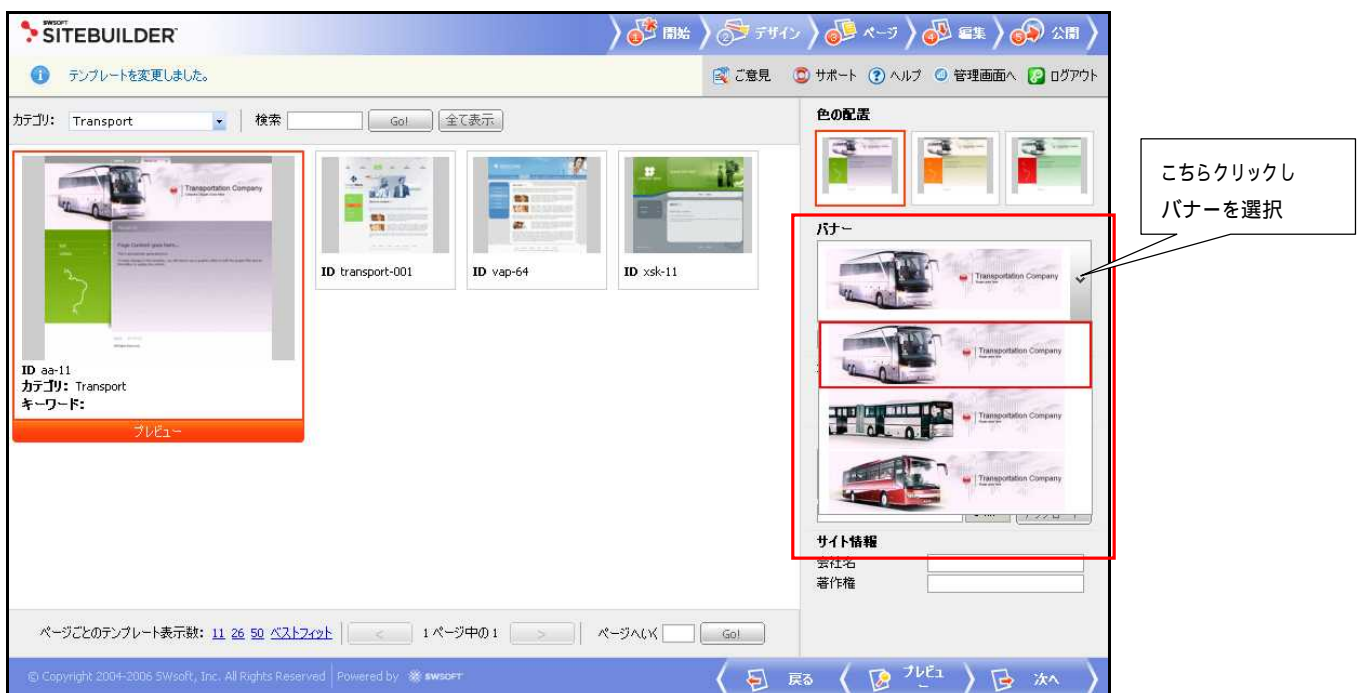 SWSOFT
SITEBUILDER
1 開始
2 デザイン
3 ページ
4 編集
5 公開
テンプレートを変更しました。
ご意見 サポート ヘルプ 管理画面へ ログアウト
カテゴリ: Transport 検索 Go! 全て表示
色の配置
こちらクリックし
バナーを選択
バナー
Transportation Company
Transportation Company
Page Content goes here...
ID transport-001
ID vap-64
ID xsk-11
Transportation Company
Transportation Company
Transportation Company
ID aa-11
カテゴリ: Transport
キーワード:
プレビュー
サイト情報
会社名
著作権
ページごとのテンプレート表示数: 11 26 50 ベストフィット < 1 ページ中の 1 > ページへいく Go!
© Copyright 2004-2006 SWsoft, Inc. All Rights Reserved Powered by SWSOFT
戻る
プレビュー
次へ